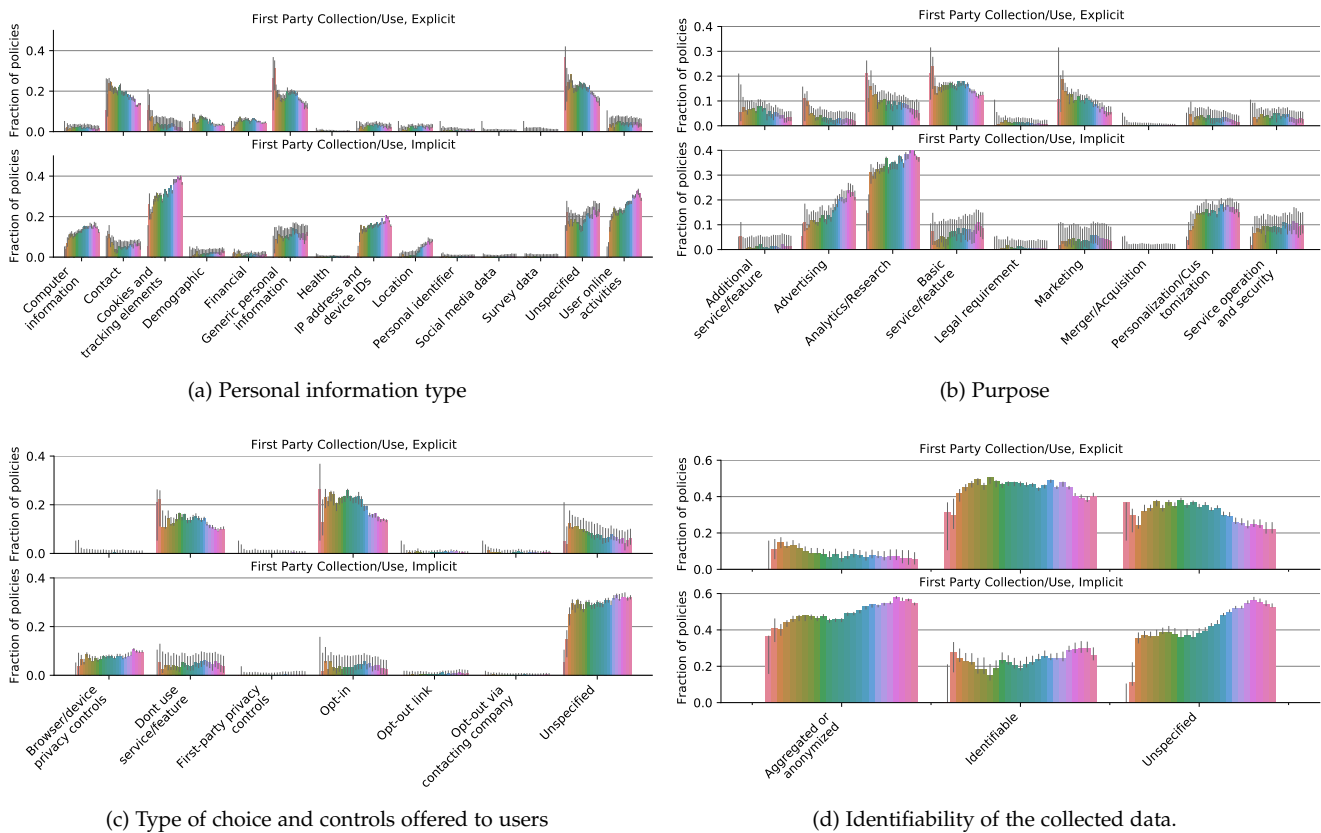 First Party Collection/Use, Explicit
Fraction of policies
0.4
0.2
0.0
First Party Collection/Use, Implicit
Fraction of policies
0.4
0.2
0.0
Computer
information
Contact
Cookies and
tracking elements
Demographic
Financial
Generic personal
information
Health
IP address and
device IDs
Location
Personal identifier
Social media data
Survey data
Unspecified
User online
activities
(a) Personal information type
First Party Collection/Use, Explicit
Fraction of policies
0.4
0.3
0.2
0.1
0.0
First Party Collection/Use, Implicit
Fraction of policies
0.4
0.3
0.2
0.1
0.0
Additional
service/feature
Advertising
Analytics/Research
Basic
service/feature
Legal requirement
Marketing
Merger/Acquisition
Personalization/Cus
tomization
Service operation
and security
(b) Purpose
First Party Collection/Use, Explicit
Fraction of policies
0.4
0.2
0.0
First Party Collection/Use, Implicit
Fraction of policies
0.4
0.2
0.0
Browser/device
privacy controls
Dont use
service/feature
First-party privacy
controls
Opt-in
Opt-out link
Opt-out via
contacting company
Unspecified
(c) Type of choice and controls offered to users
First Party Collection/Use, Explicit
Fraction of policies
0.6
0.4
0.2
0.0
First Party Collection/Use, Implicit
Fraction of policies
0.6
0.4
0.2
0.0
Aggregated or
anonymized
Identifiable
Unspecified
(d) Identifiability of the collected data.